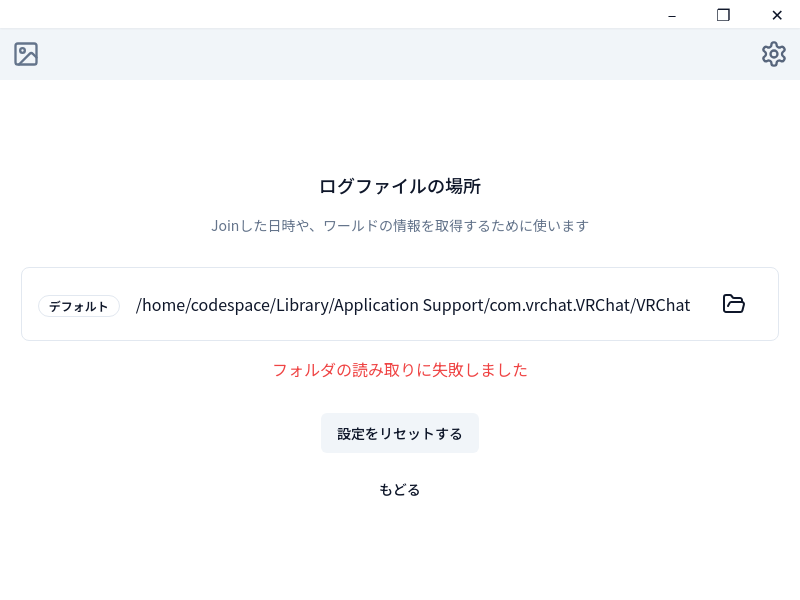 ログファイルの場所
Joinした日時や、ワールドの情報を取得するために使います
デフォルト /home/codespace/Library/Application Support/com.vrchat.VRChat/VRChat
フォルダの読み取りに失敗しました
設定をリセットする
もどる